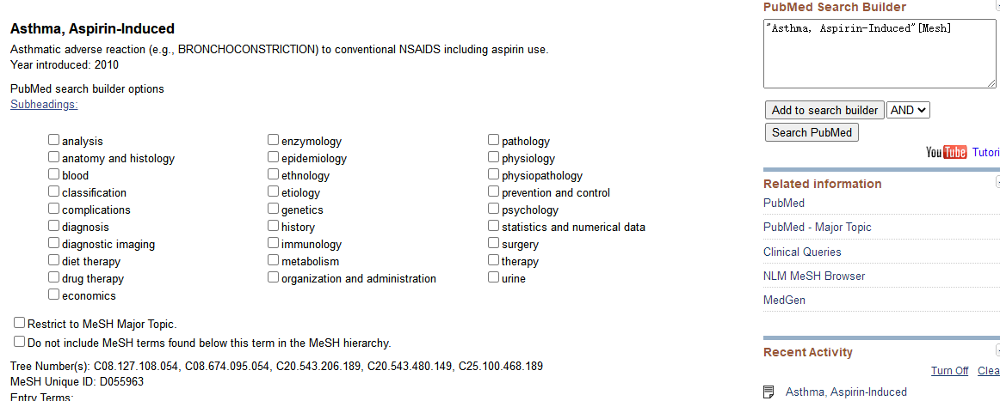 Asthma, Aspirin-Induced
Asthmatic adverse reaction (e.g., BRONCHOCONSTRICTION) to conventional NSAIDS including aspirin use.
Year introduced: 2010
PubMed search builder options
Subheadings:
analysis
anatomy and histology
blood
classification
complications
diagnosis
diagnostic imaging
diet therapy
drug therapy
economics
enzymology
epidemiology
ethnology
etiology
genetics
history
immunology
metabolism
organization and administration
pathology
physiology
physiopathology
prevention and control
psychology
statistics and numerical data
surgery
therapy
urine
Restrict to MeSH Major Topic.
Do not include MeSH terms found below this term in the MeSH hierarchy.
Tree Number(s): C08.127.108.054, C08.674.095.054, C20.543.206.189, C20.543.480.149, C25.100.468.189
MeSH Unique ID: D055963
Entry Terms:
PubMed Search Builder
"Asthma, Aspirin-Induced"[Mesh]
Add to search builder AND
Search PubMed
YouTube Tutori
Related information
PubMed
PubMed - Major Topic
Clinical Queries
NLM MeSH Browser
MedGen
Recent Activity
Turn Off Clea
Asthma, Aspirin-Induced